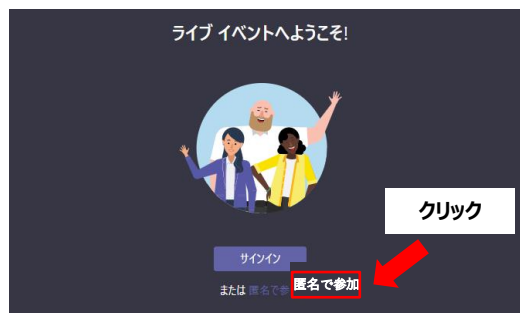 ライブ イベントへようこそ!
クリック
サインイン
または 匿名で参
匿名で参加